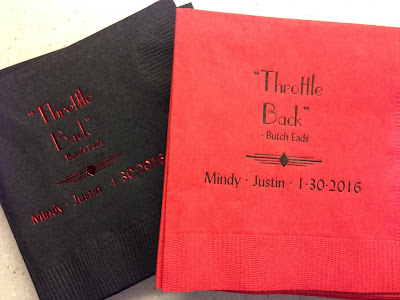 "Throttle
Back"
- Butch Eads
Mindy · Justin · 1·30·2016
"Throttle
Back"
- Butch Eads
Mindy · Justin · 1·30·2016